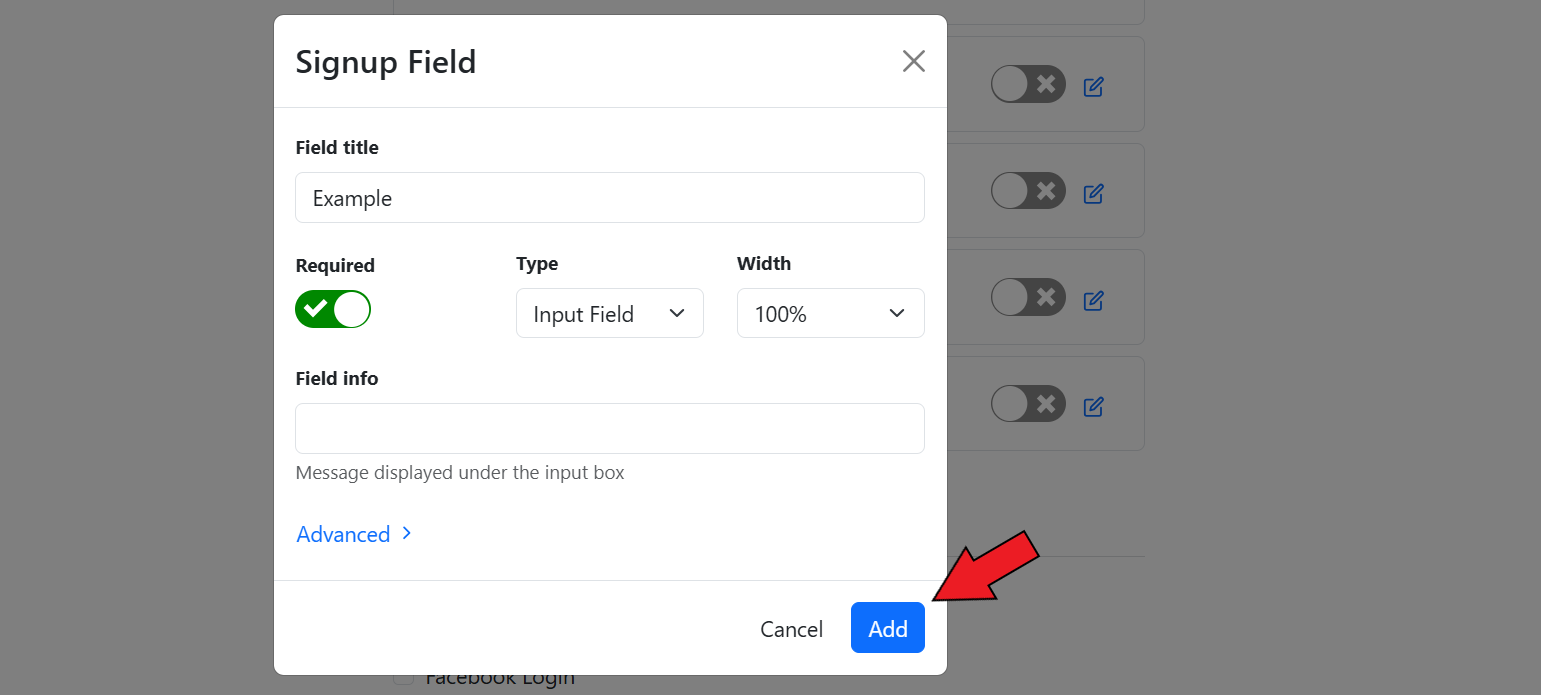 Signup Field
Field title
Example
Required Type Width
Input Field 100%
Field info
Message displayed under the input box
Advanced
Cancel Add
Facebook Login